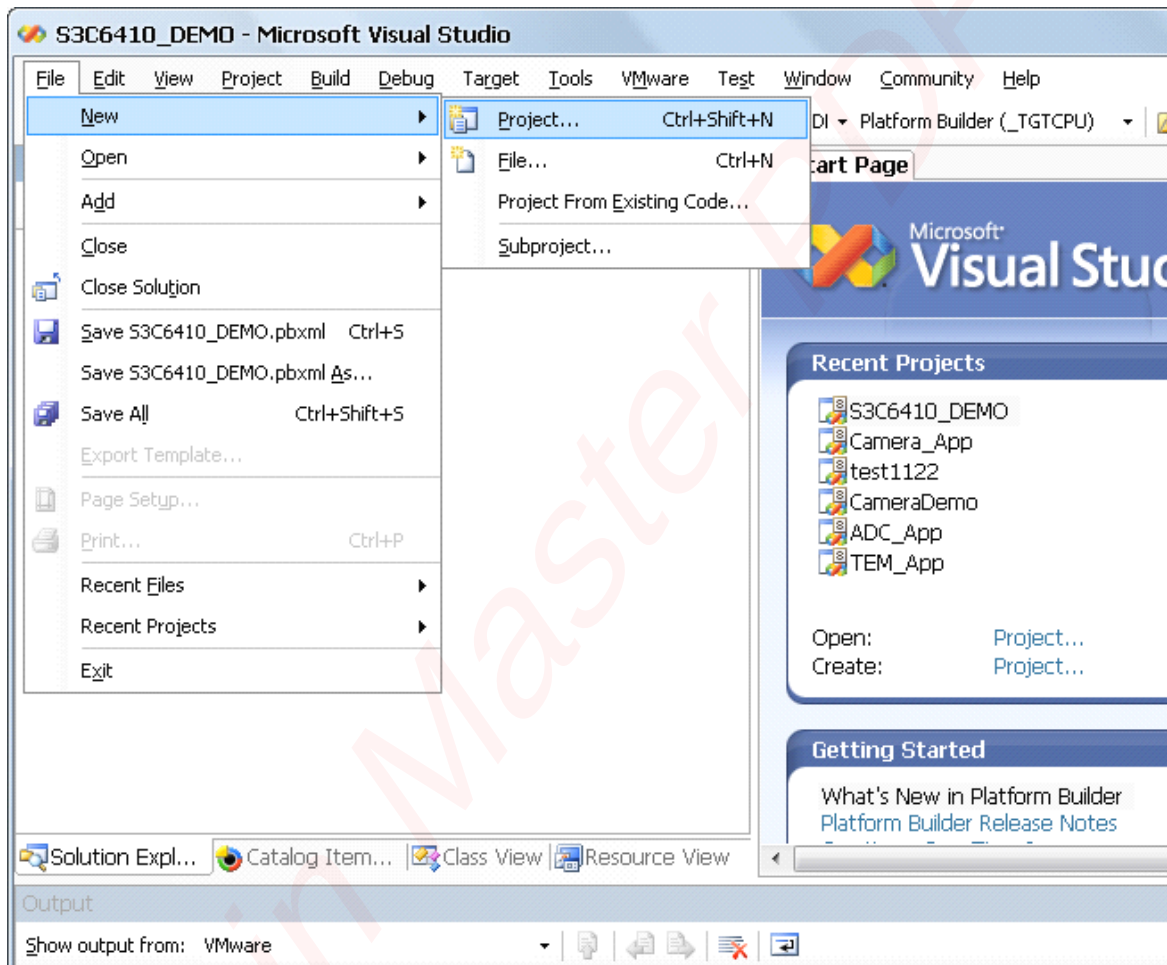 S3C6410_DEMO - Microsoft Visual Studio
File Edit View Project Build Debug Target Tools VMware Test Window Community Help
New
Open
Add
Close
Close Solution
Save S3C6410_DEMO.pbxml Ctrl+S
Save S3C6410_DEMO.pbxml As...
Save All Ctrl+Shift+S
Export Template...
Page Setup...
Print... Ctrl+P
Recent Files
Recent Projects
Exit
Project... Ctrl+Shift+N
File... Ctrl+N
Project From Existing Code...
Subproject...
DI Platform Builder (_TGTCPU)
tart Page
Microsoft
Visual Stud
Recent Projects
S3C6410_DEMO
Camera_App
test1122
CameraDemo
ADC_App
TEM_App
Open: Project...
Create: Project...
Getting Started
What's New in Platform Builder
Platform Builder Release Notes
Solution Expl... Catalog Item... Class View Resource View
Output
Show output from: VMware
in Master PD